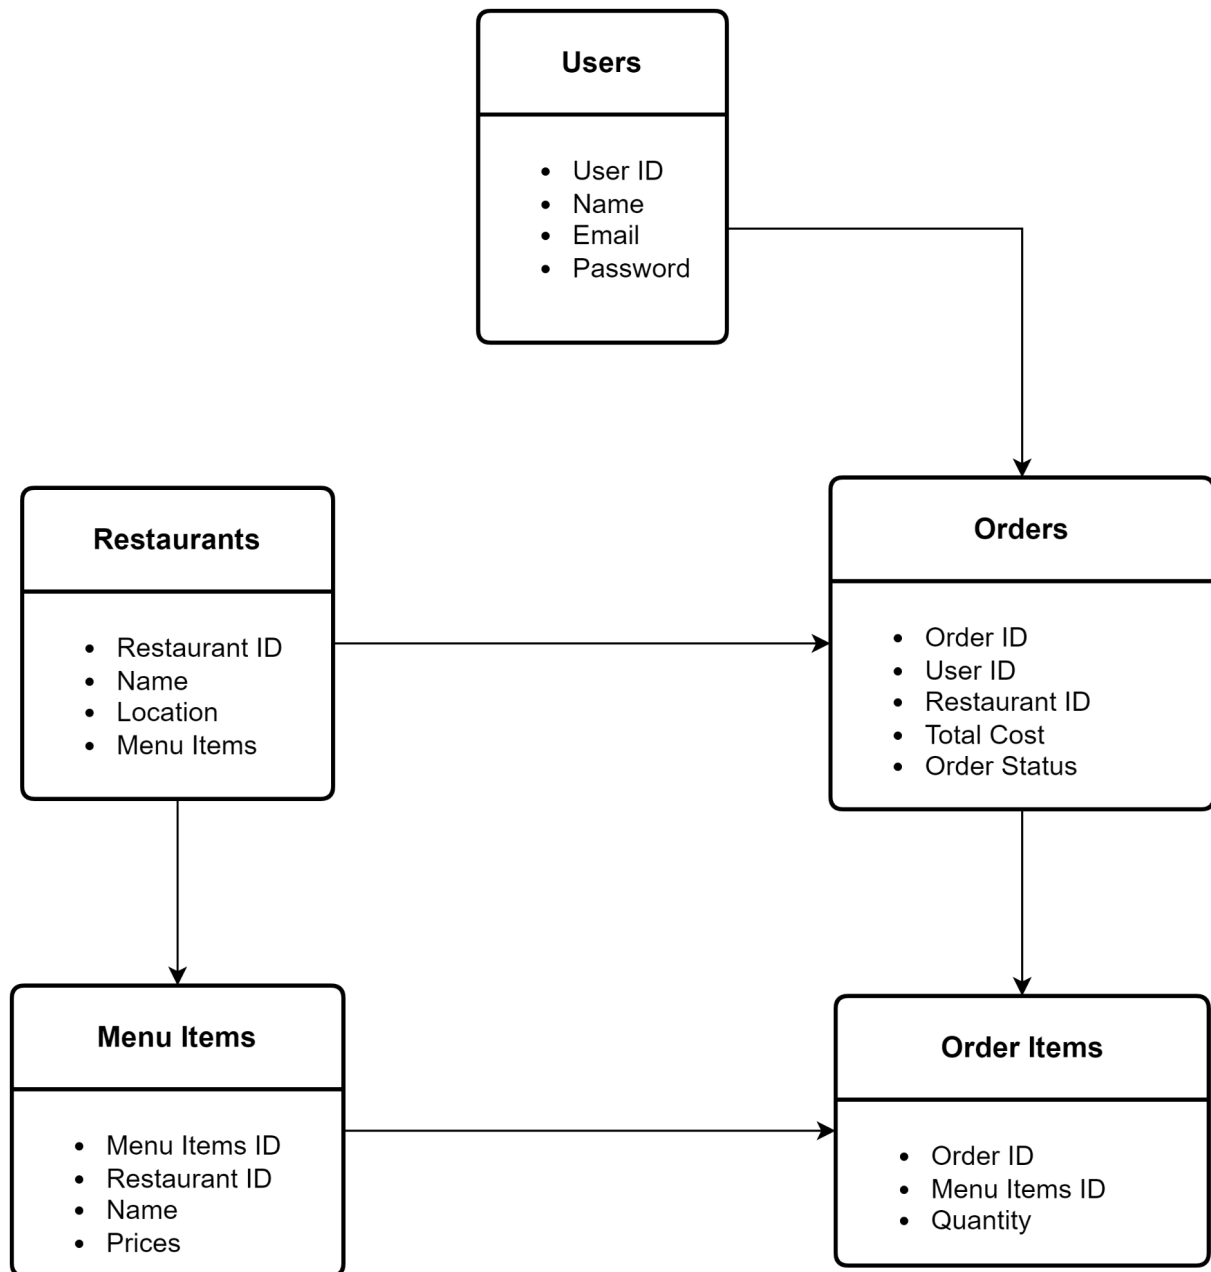 Users
User ID
Name
Email
Password
Restaurants
Restaurant ID
Name
Location
Menu Items
Orders
Order ID
User ID
Restaurant ID
Total Cost
Order Status
Menu Items
Menu Items ID
Restaurant ID
Name
Prices
Order Items
Order ID
Menu Items ID
Quantity